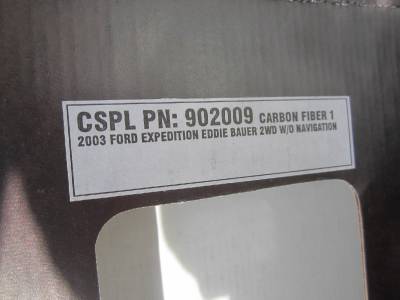 CSPL PN: 902009 CARBON FIBER 1
2003 FORD EXPEDITION EDDIE BAUER 2WD W/O NAVIGATION